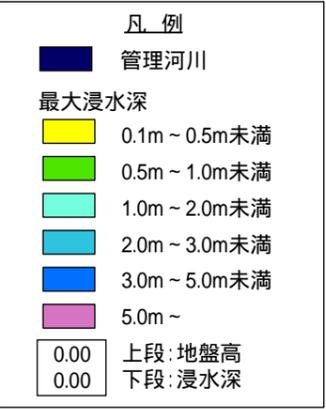 凡 例
管理河川
最大浸水深
0.1m ~ 0.5m未満
0.5m ~ 1.0m未満
1.0m ~ 2.0m未満
2.0m ~ 3.0m未満
3.0m ~ 5.0m未満
5.0m ~
0.00 上段:地盤高
0.00 下段:浸水深